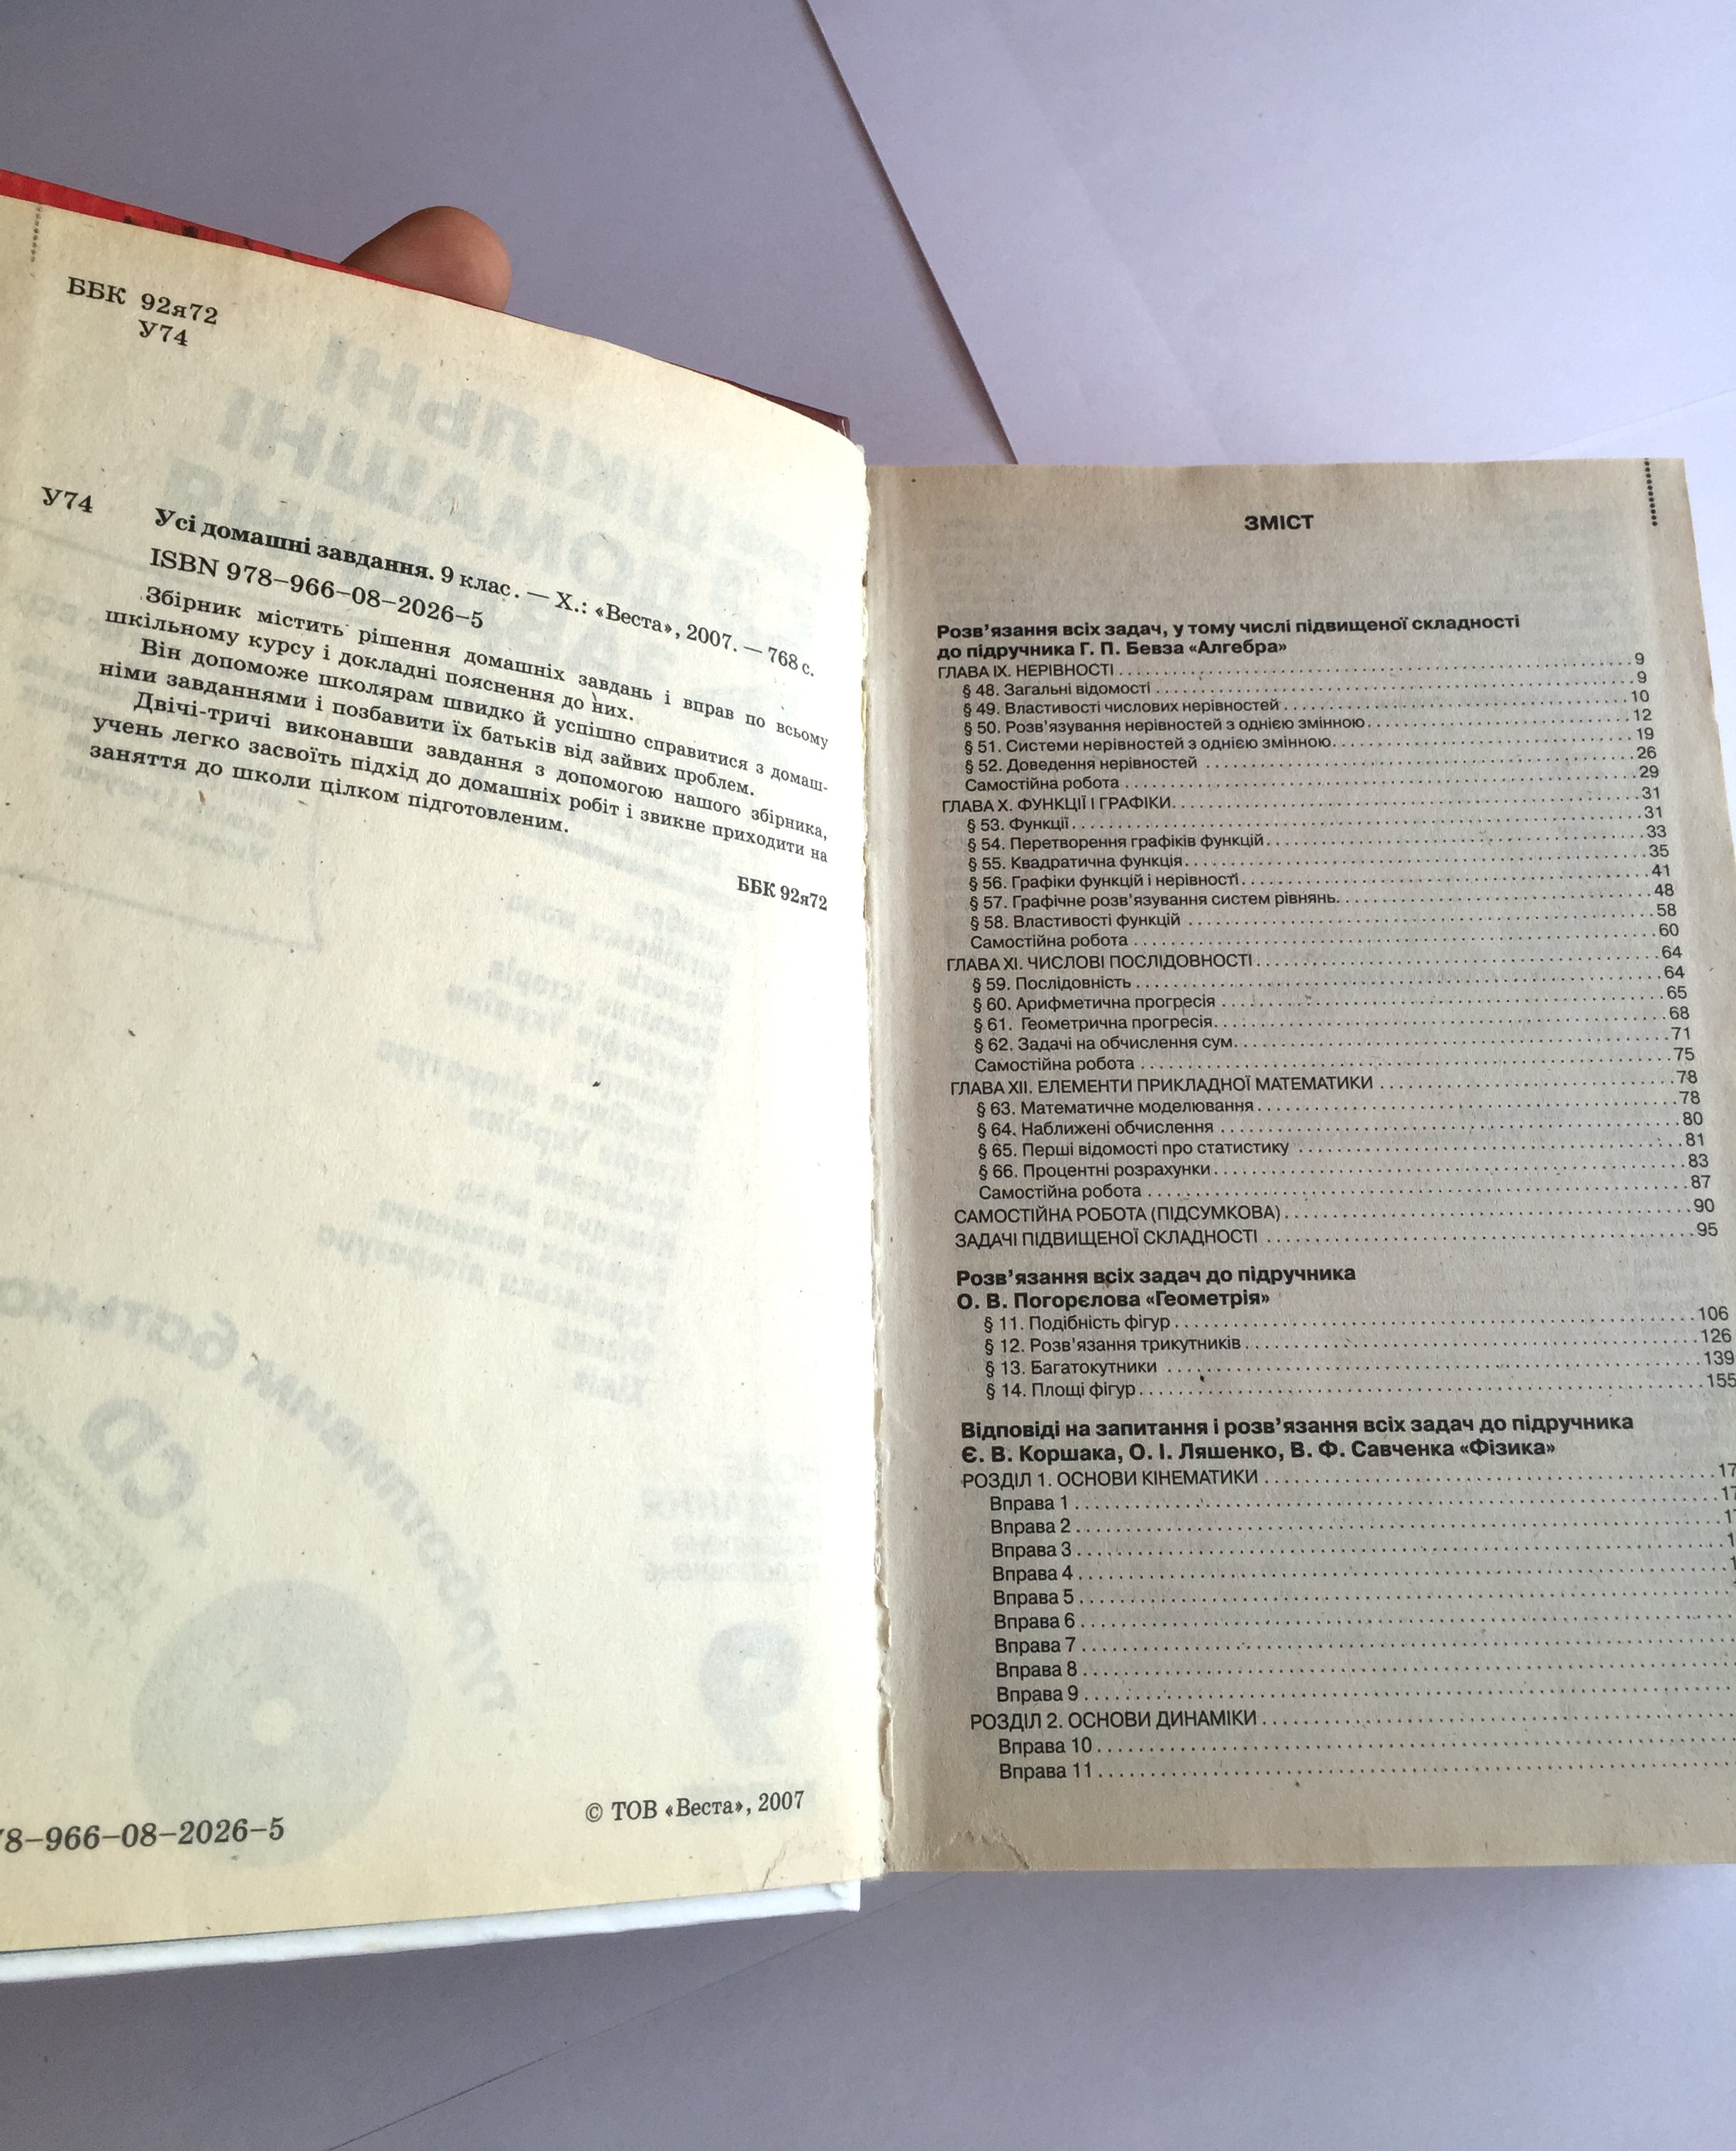 ББК 92я72
У74
У74
Усі домашні завдання. 9 клас. — Х.: «Веста», 2007. — 768 с.
ISBN 978–966–08–2026–5
Збірник містить рішення домашніх завдань і вправ по всьому
шкільному курсу і докладні пояснення до них.
Він допоможе школярам швидко й успішно справитися з домаш-
німи завданнями і позбавити їх батьків від зайвих проблем.
Двічі-тричі виконавши завдання з допомогою нашого збірника,
учень легко засвоїть підхід до домашніх робіт і звикне приходити на
заняття до школи цілком підготовленим.
ББК 92я72
78–966–08–2026–5
© ТОВ «Веста», 2007
ЗМІСТ
Розв’язання всіх задач, у тому числі підвищеної складності
до підручника Г. П. Бевза «Алгебра»
ГЛАВА IX. НЕРІВНОСТІ . . . . . . . . . . 9
§ 48. Загальні відомості . . . . . . . . . . 9
§ 49. Властивості числових нерівностей . . . . . . . . . . 10
§ 50. Розв’язування нерівностей з однією змінною . . . . . . . . . . 12
§ 51. Системи нерівностей з однією змінною . . . . . . . . . . 19
§ 52. Доведення нерівностей . . . . . . . . . . 26
Самостійна робота . . . . . . . . . . 29
ГЛАВА X. ФУНКЦІЇ І ГРАФІКИ . . . . . . . . . . 31
§ 53. Функції . . . . . . . . . . 31
§ 54. Перетворення графіків функцій . . . . . . . . . . 33
§ 55. Квадратична функція . . . . . . . . . . 35
§ 56. Графіки функцій і нерівності . . . . . . . . . . 41
§ 57. Графічне розв’язування систем рівнянь . . . . . . . . . . 48
§ 58. Властивості функцій . . . . . . . . . . 58
Самостійна робота . . . . . . . . . . 60
ГЛАВА XI. ЧИСЛОВІ ПОСЛІДОВНОСТІ . . . . . . . . . . 64
§ 59. Послідовність . . . . . . . . . . 64
§ 60. Арифметична прогресія . . . . . . . . . . 65
§ 61. Геометрична прогресія . . . . . . . . . . 68
§ 62. Задачі на обчислення сум . . . . . . . . . . 71
Самостійна робота . . . . . . . . . . 75
ГЛАВА XII. ЕЛЕМЕНТИ ПРИКЛАДНОЇ МАТЕМАТИКИ . . . . . . . . . . 78
§ 63. Математичне моделювання . . . . . . . . . . 78
§ 64. Наближені обчислення . . . . . . . . . . 80
§ 65. Перші відомості про статистику . . . . . . . . . . 81
§ 66. Процентні розрахунки . . . . . . . . . . 83
Самостійна робота . . . . . . . . . . 87
САМОСТІЙНА РОБОТА (ПІДСУМКОВА) . . . . . . . . . . 90
ЗАДАЧІ ПІДВИЩЕНОЇ СКЛАДНОСТІ . . . . . . . . . . 95
Розв’язання всіх задач до підручника
О. В. Погорєлова «Геометрія»
§ 11. Подібність фігур . . . . . . . . . . 106
§ 12. Розв’язання трикутників . . . . . . . . . . 126
§ 13. Багатокутники . . . . . . . . . . 139
§ 14. Площі фігур . . . . . . . . . . 155
Відповіді на запитання і розв’язання всіх задач до підручника
Є. В. Коршака, О. І. Ляшенко, В. Ф. Савченка «Фізика»
РОЗДІЛ 1. ОСНОВИ КІНЕМАТИКИ . . . . . . . . . . 17
Вправа 1 . . . . . . . . . . 17
Вправа 2 . . . . . . . . . .
Вправа 3 . . . . . . . . . .
Вправа 4 . . . . . . . . . .
Вправа 5 . . . . . . . . . .
Вправа 6 . . . . . . . . . .
Вправа 7 . . . . . . . . . .
Вправа 8 . . . . . . . . . .
Вправа 9 . . . . . . . . . .
РОЗДІЛ 2. ОСНОВИ ДИНАМІКИ . . . . . . . . . .
Вправа 10 . . . . . . . . . .
Вправа 11 . . . . . . . . . .